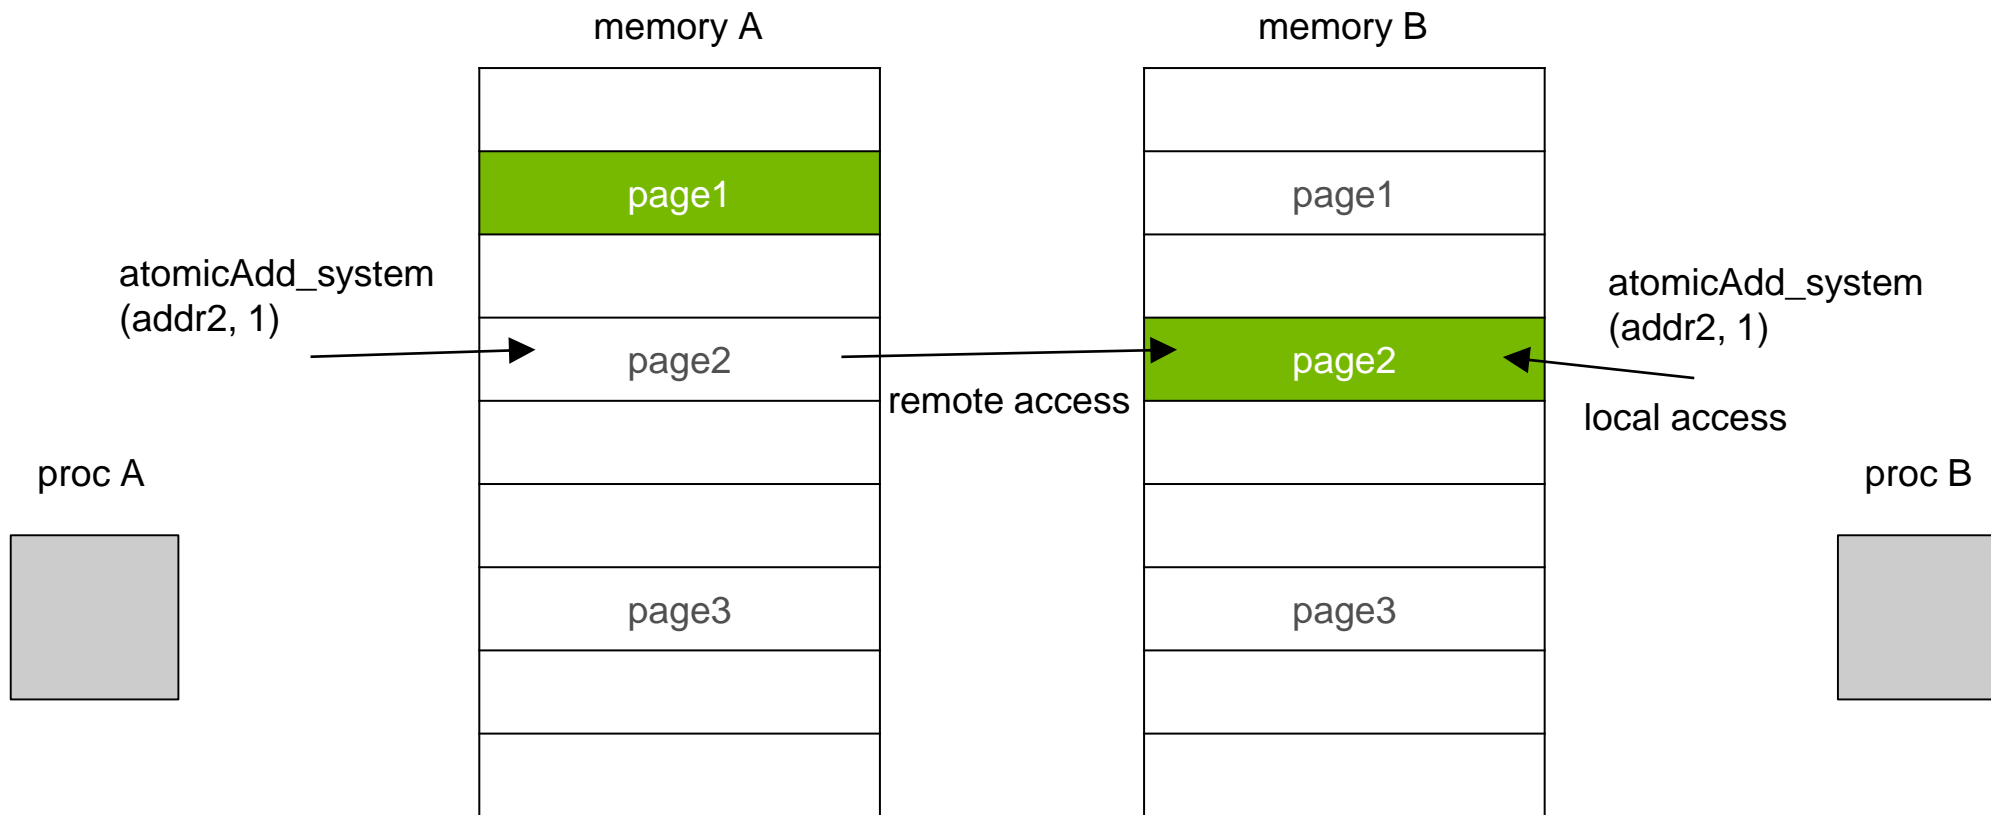 memory A
memory B
page1
page1
atomicAdd_system
(addr2, 1)
atomicAdd_system
(addr2, 1)
page2
page2
remote access
local access
proc A
proc B
page3
page3